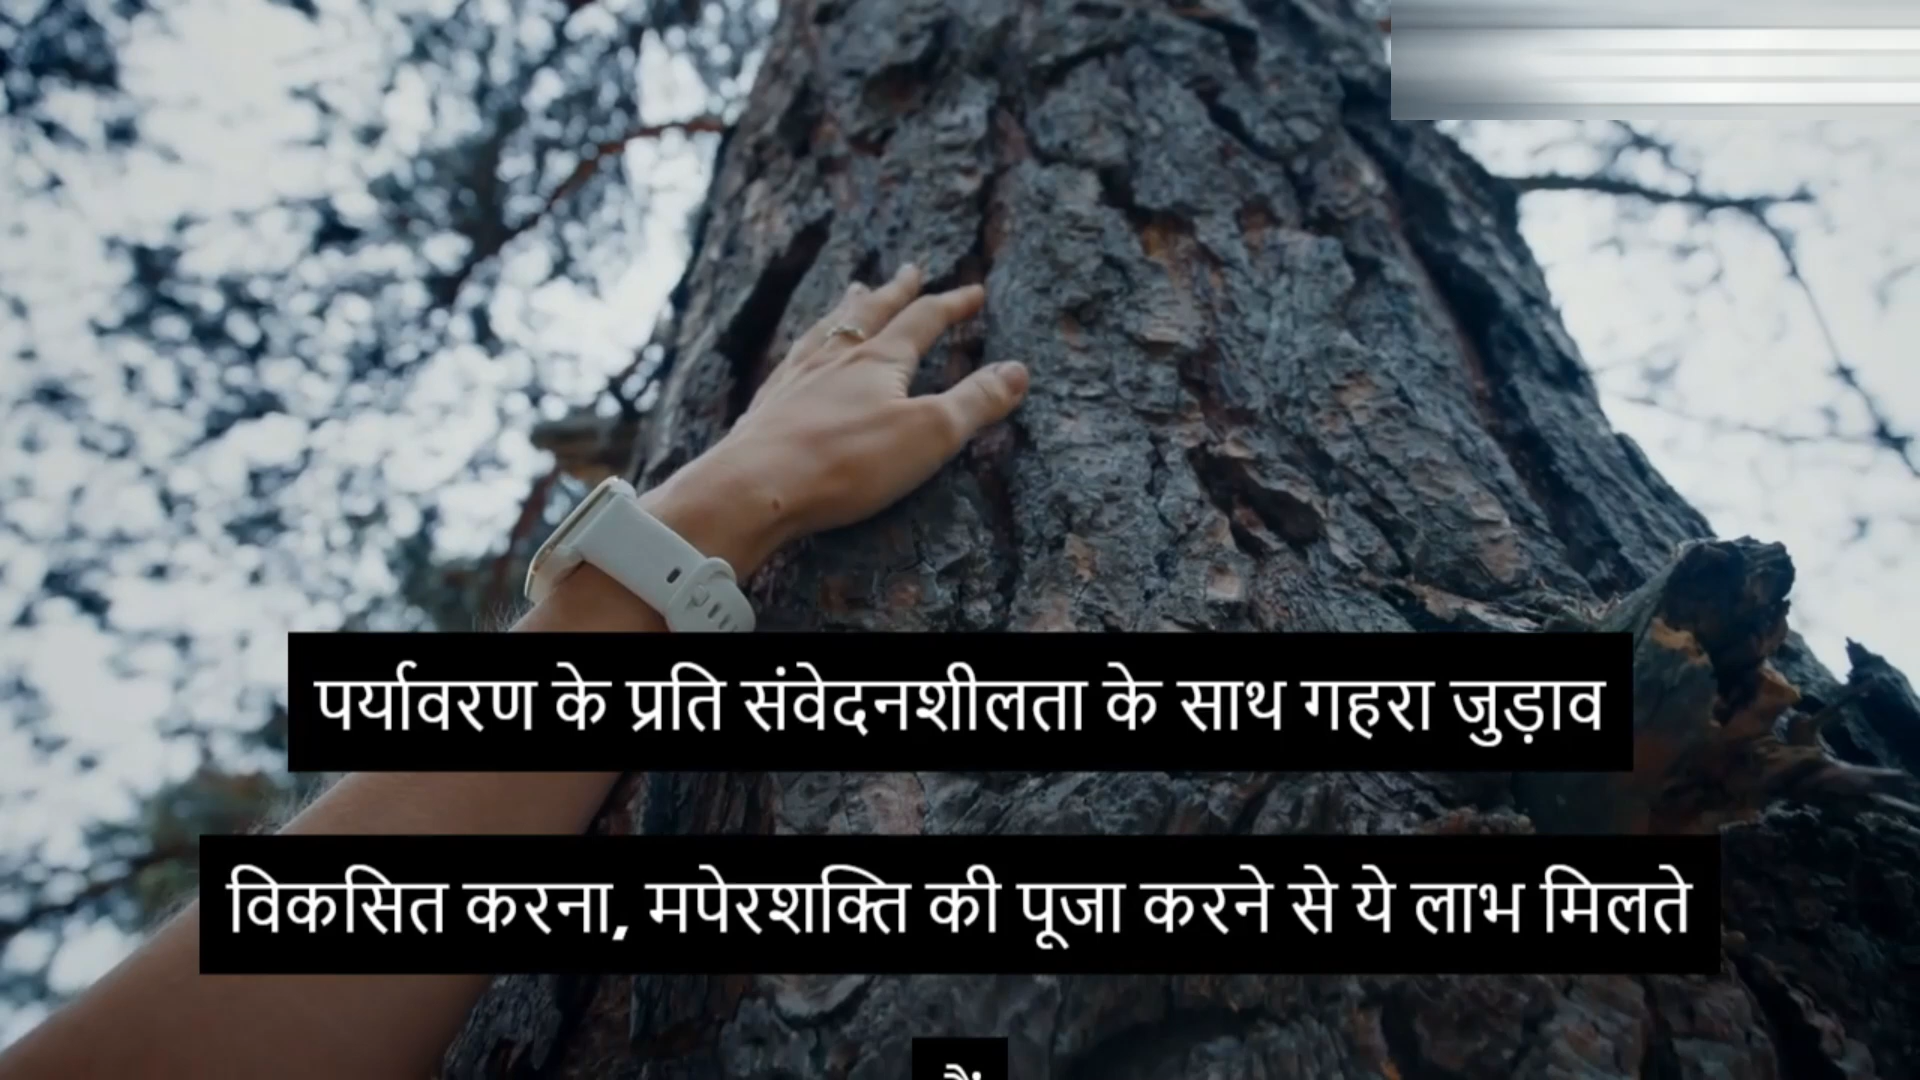 पर्यावरण के प्रति संवेदनशीलता के साथ गहरा जुड़ाव
विकसित करना, मपेरशक्ति की पूजा करने से ये लाभ मिलते